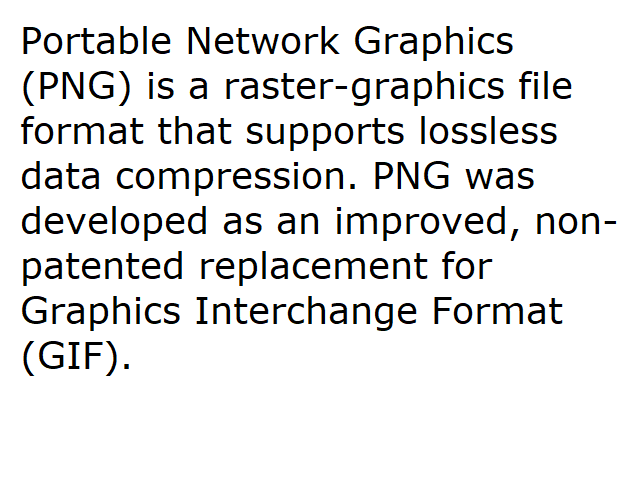 Portable Network Graphics
(PNG) is a raster-graphics file
format that supports lossless
data compression. PNG was
developed as an improved, non-
patented replacement for
Graphics Interchange Format
(GIF).